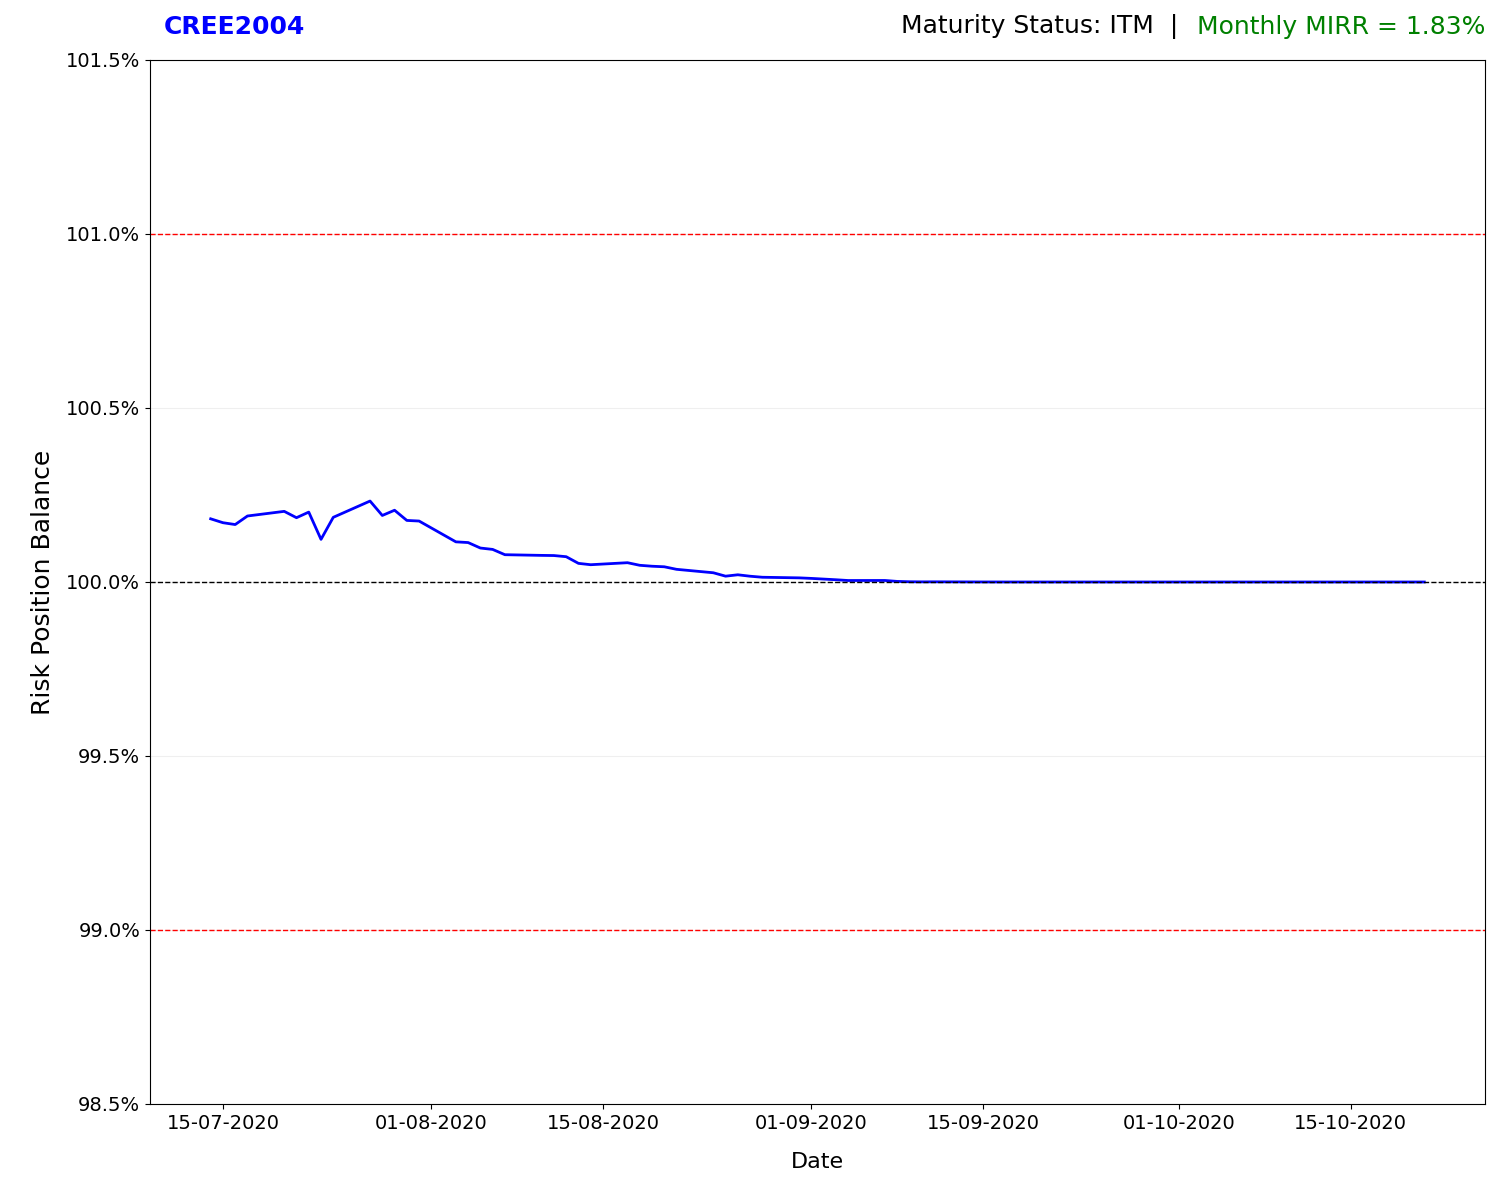 CREE2004
Maturity Status: ITM | Monthly MIRR = 1.83%
101.5%
101.0%
100.5%
100.0%
99.5%
99.0%
98.5%
Risk Position Balance
15-07-2020 01-08-2020 15-08-2020 01-09-2020 15-09-2020 01-10-2020 15-10-2020
Date